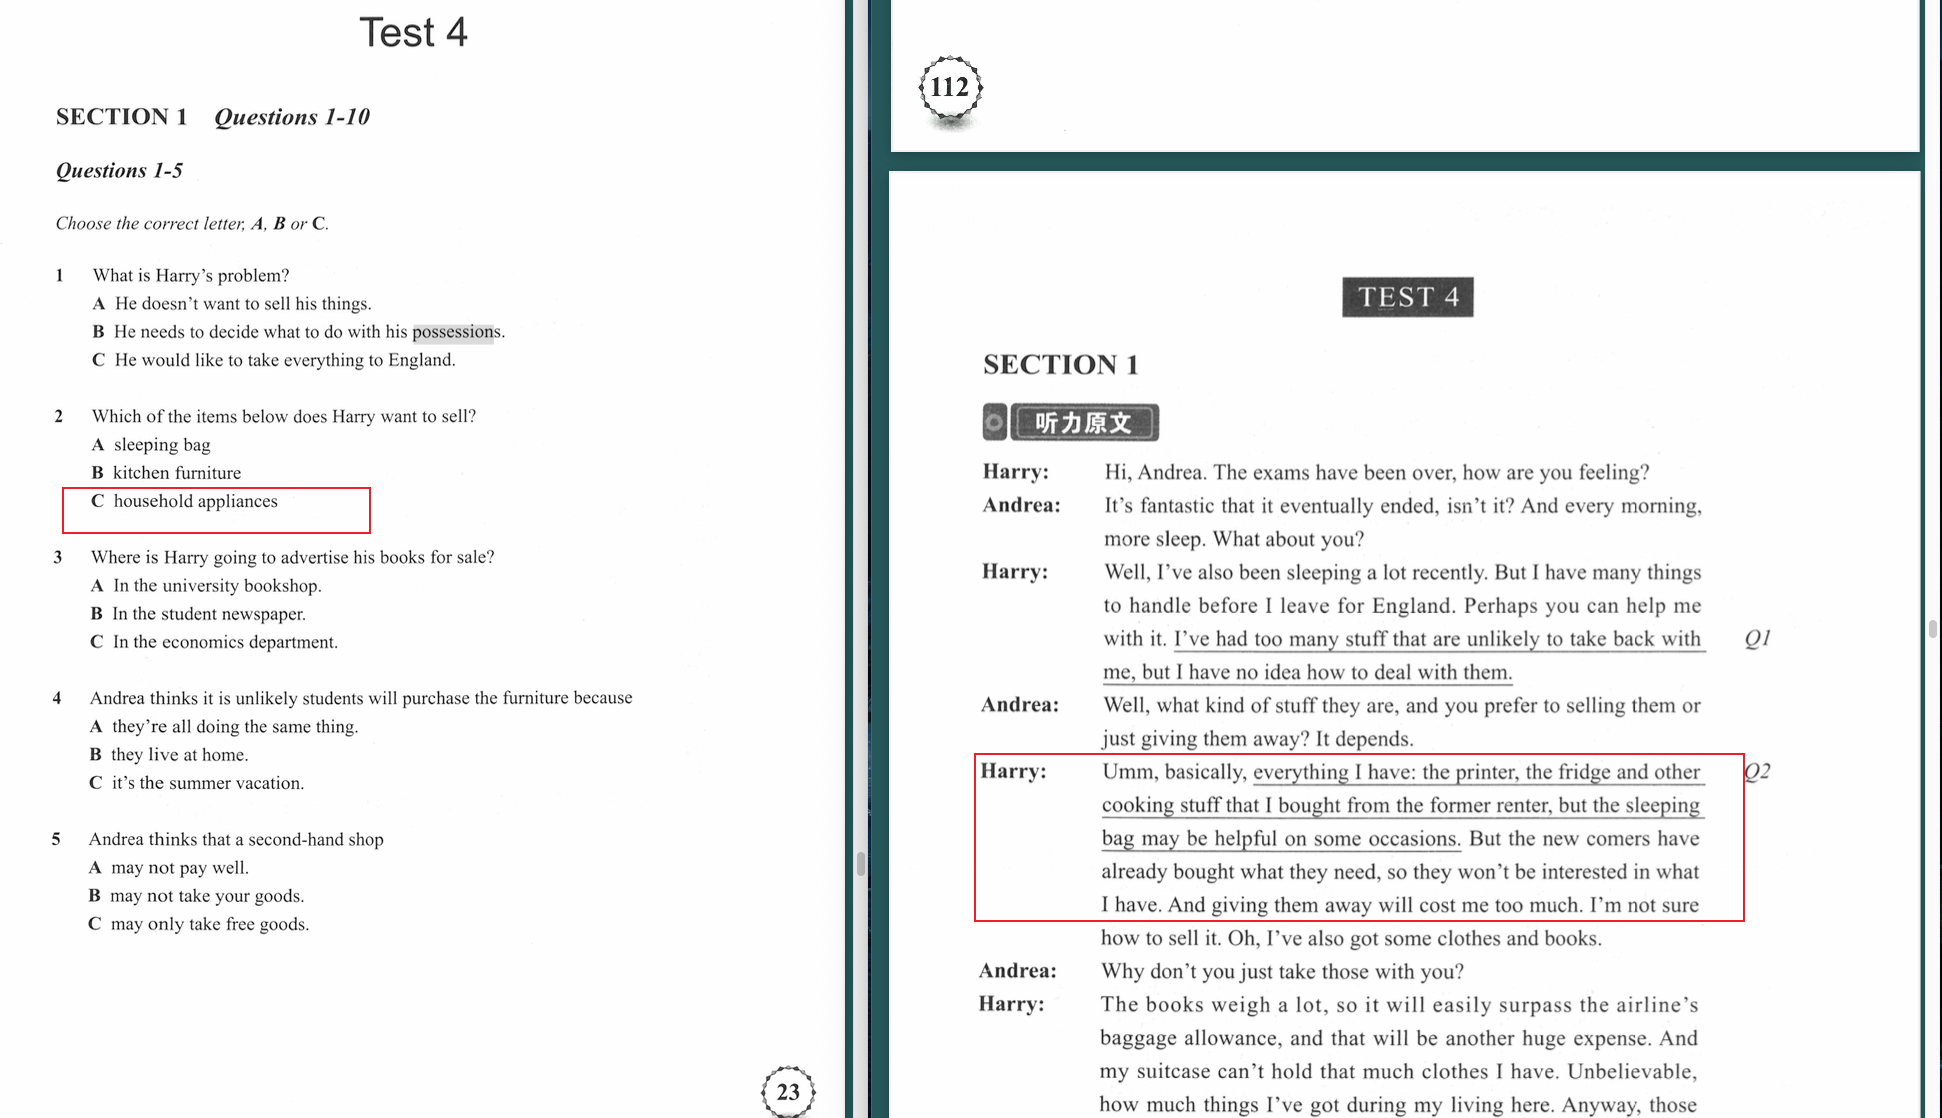 Test 4
SECTION 1 Questions 1-10
Questions 1-5
Choose the correct letter, A, B or C.
1 What is Harry's problem?
A He doesn't want to sell his things.
B He needs to decide what to do with his possessions.
C He would like to take everything to England.
2 Which of the items below does Harry want to sell?
A sleeping bag
B kitchen furniture
C household appliances
3 Where is Harry going to advertise his books for sale?
A In the university bookshop.
B In the student newspaper.
C In the economics department.
4 Andrea thinks it is unlikely students will purchase the furniture because
A they're all doing the same thing.
B they live at home.
C it's the summer vacation.
5 Andrea thinks that a second-hand shop
A may not pay well.
B may not take your goods.
C may only take free goods.
23
112
TEST 4
SECTION 1
听力原文
Harry: Hi, Andrea. The exams have been over, how are you feeling?
Andrea: It's fantastic that it eventually ended, isn't it? And every morning,
more sleep. What about you?
Harry: Well, I've also been sleeping a lot recently. But I have many things
to handle before I leave for England. Perhaps you can help me
with it. I've had too many stuff that are unlikely to take back with Q1
me, but I have no idea how to deal with them.
Andrea: Well, what kind of stuff they are, and you prefer to selling them or
just giving them away? It depends.
Harry: Umm, basically, everything I have: the printer, the fridge and other Q2
cooking stuff that I bought from the former renter, but the sleeping
bag may be helpful on some occasions. But the new comers have
already bought what they need, so they won't be interested in what
I have. And giving them away will cost me too much. I'm not sure
how to sell it. Oh, I've also got some clothes and books.
Andrea: Why don't you just take those with you?
Harry: The books weigh a lot, so it will easily surpass the airline's
baggage allowance, and that will be another huge expense. And
my suitcase can't hold that much clothes I have. Unbelievable,
how much things I've got during my living here. Anyway, those